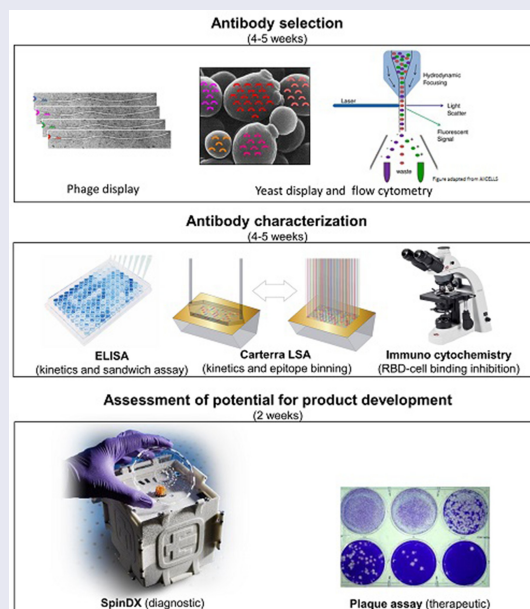 Antibody selection
(4-5 weeks)
Hydrodynamic
Focusing
Laser
Light
Scatter
Fluorescent
Signal
waste
Figure adapted from AXCELLS
Phage display
Yeast display and flow cytometry
Antibody characterization
(4-5 weeks)
ELISA
(kinetics and sandwich assay)
Carterra LSA
(kinetics and epitope binning)
Immuno cytochemistry
(RBD-cell binding inhibition)
Assessment of potential for product development
(2 weeks)
SpinDX (diagnostic)
Plaque assay (therapeutic)